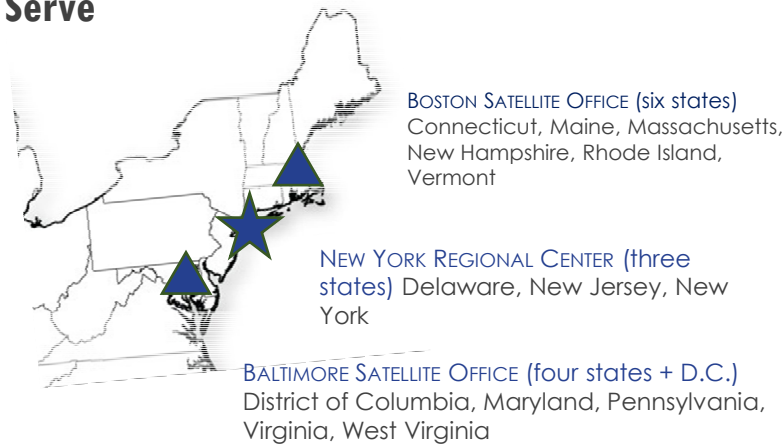 Serve
BOSTON SATELLITE OFFICE (six states)
Connecticut, Maine, Massachusetts,
New Hampshire, Rhode Island,
Vermont
NEW YORK REGIONAL CENTER (three
states) Delaware, New Jersey, New
York
BALTIMORE SATELLITE OFFICE (four states + D.C.)
District of Columbia, Maryland, Pennsylvania,
Virginia, West Virginia